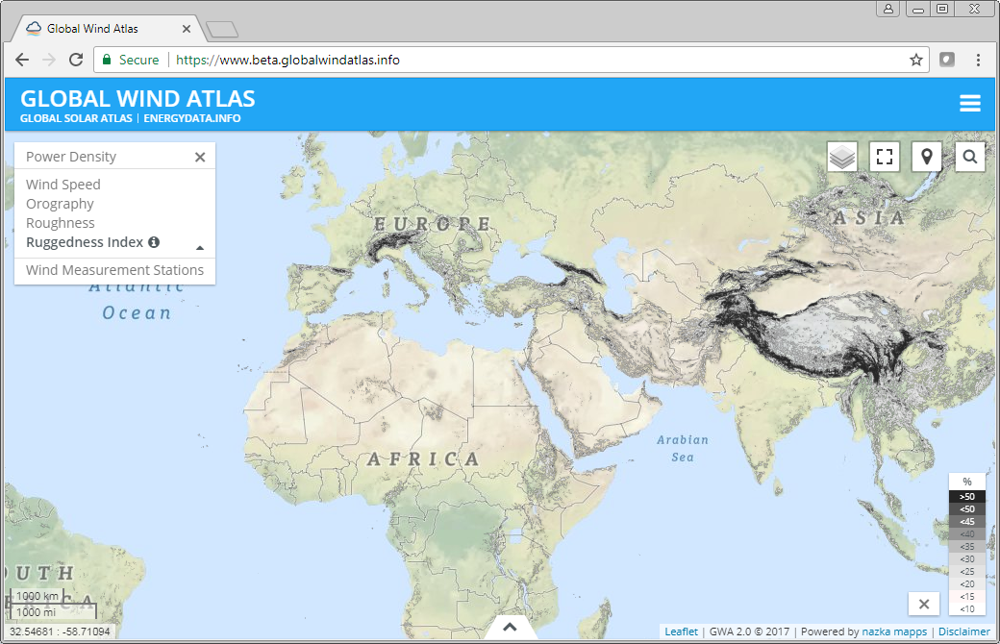 Global Wind Atlas
Secure
https://www.beta.globalwindatlas.info
GLOBAL WIND ATLAS
GLOBAL SOLAR ATLAS | ENERGYDATA.INFO
Power Density
Wind Speed
Orography
Roughness
Ruggedness Index
Wind Measurement Stations
Atlantic
Ocean
EUROPE
ASIA
AFRICA
Arabian
Sea
%
>50
<50
<45
<40
<35
<30
<25
<20
<15
<10
1000 km
1000 mi
32.54681 : -58.71094
Leaflet | GWA 2.0 © 2017 | Powered by nazka mapps | Disclaimer